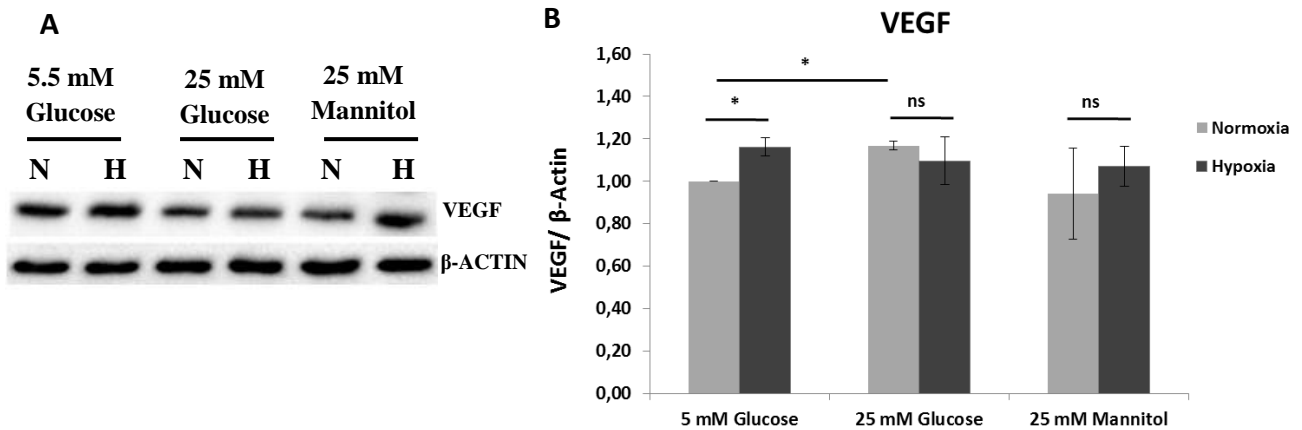 A
5.5 mM
Glucose
25 mM
Glucose
25 mM
Mannitol
N H N H N H
VEGF
β-ACTIN
B
VEGF
VEGF/ β-Actin
1,60
1,40
1,20
1,00
0,80
0,60
0,40
0,20
0,00
*
*
ns
ns
5 mM Glucose
25 mM Glucose
25 mM Mannitol
Normoxia
Hypoxia